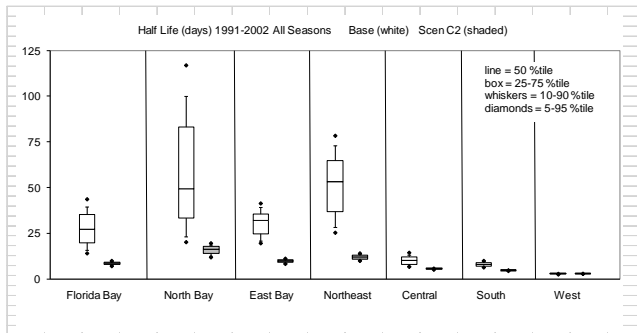 Half Life (days) 1991-2002 All Seasons Base (white) Scen C2 (shaded)
125
100
75
50
25
0
line = 50 %tile
box = 25-75 %tile
whiskers = 10-90 %tile
diamonds = 5-95 %tile
Florida Bay North Bay East Bay Northeast Central South West